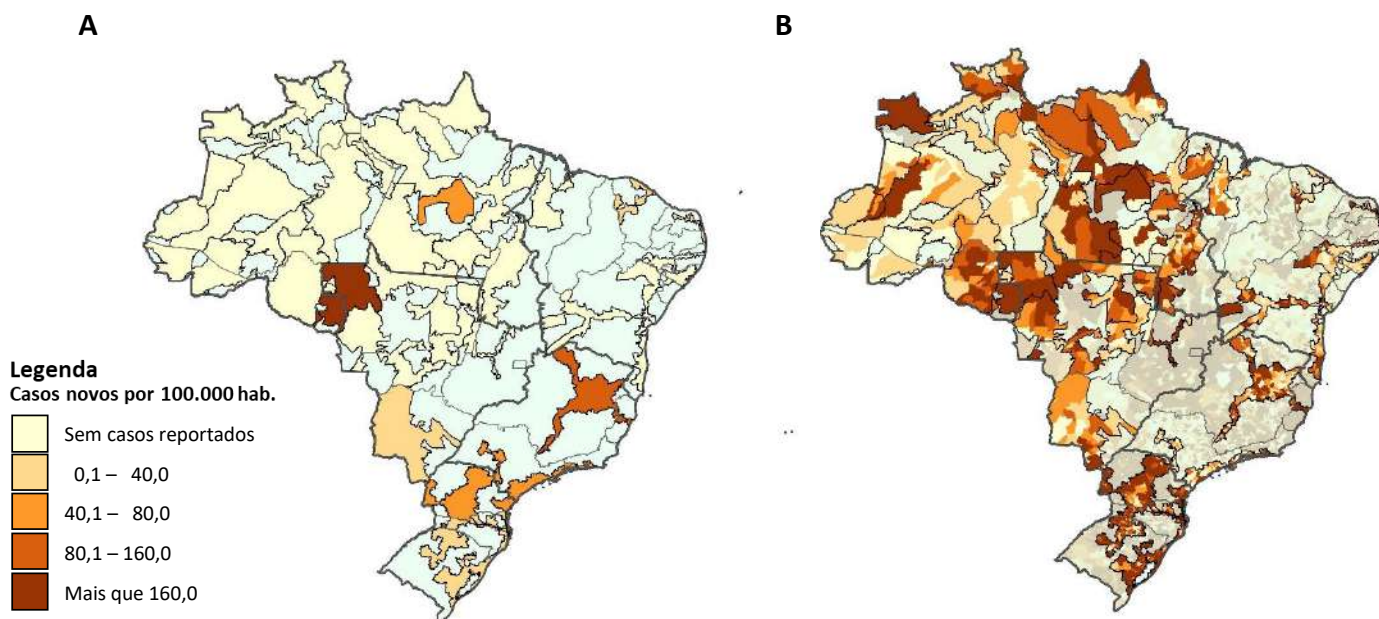 A
B
Legenda
Casos novos por 100.000 hab.
Sem casos reportados
0,1 – 40,0
40,1 – 80,0
80,1 – 160,0
Mais que 160,0